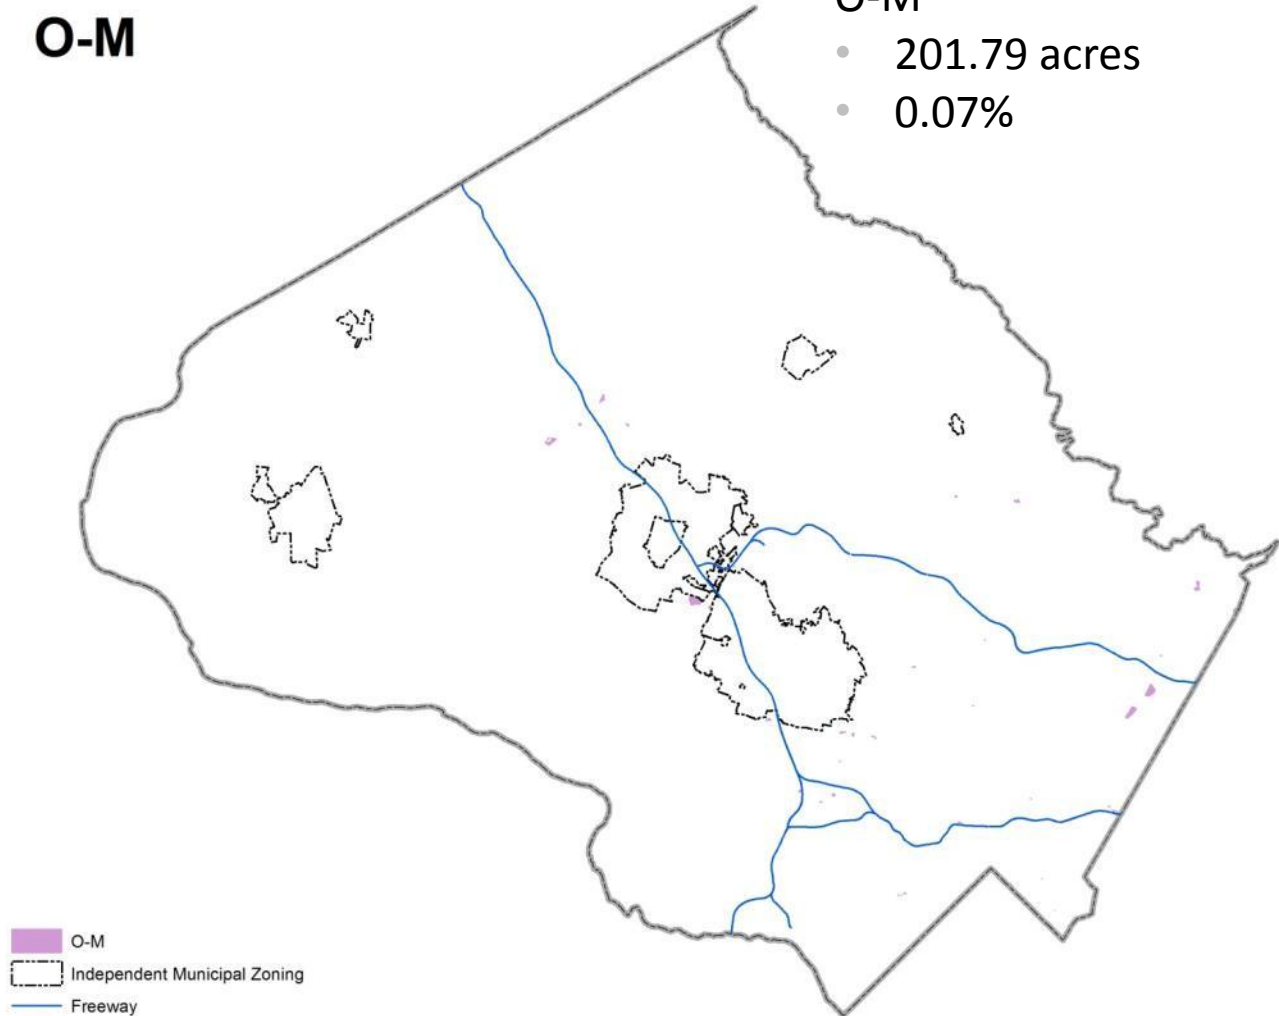 O-M
O-M
• 201.79 acres
• 0.07%
O-M
Independent Municipal Zoning
Freeway